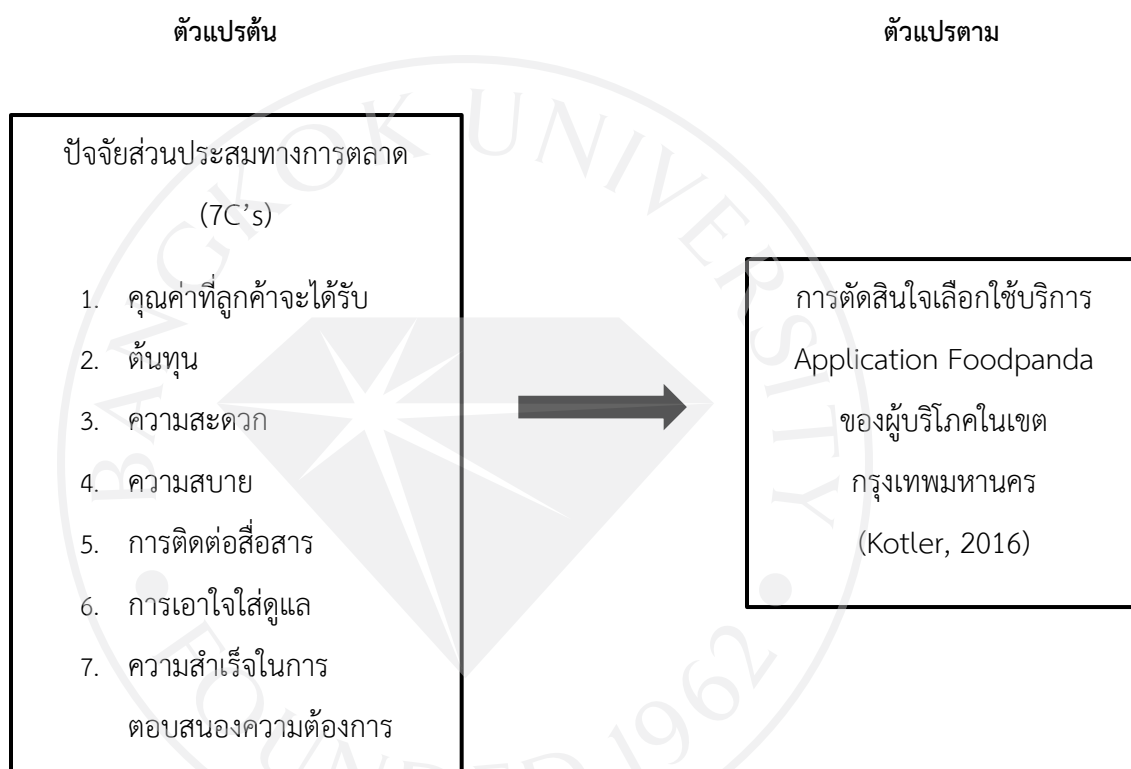 ตัวแปรต้น
ตัวแปรตาม
ปัจจัยส่วนประสมทางการตลาด
(7C’s)
1. คุณค่าที่ลูกค้าจะได้รับ
2. ต้นทุน
3. ความสะดวก
4. ความสบาย
5. การติดต่อสื่อสาร
6. การเอาใจใส่ดูแล
7. ความสำเร็จในการ
ตอบสนองความต้องการ
การตัดสินใจเลือกใช้บริการ
Application Foodpanda
ของผู้บริโภคในเขต
กรุงเทพมหานคร
(Kotler, 2016)
BANGKOK UNIVERSITY
FOUNDED 1962